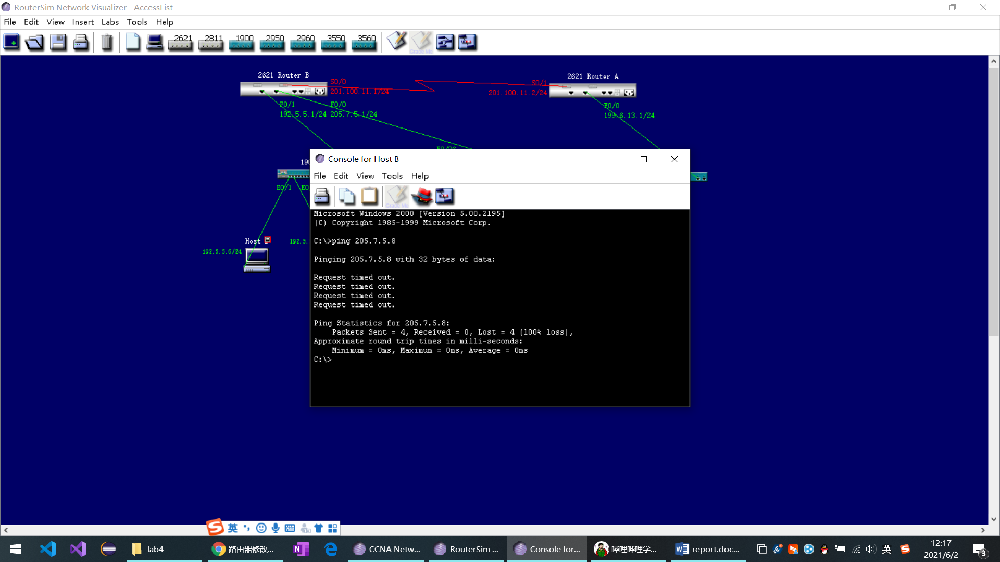 RouterSim Network Visualizer - AccessList
File Edit View Insert Labs Tools Help
2621 2811 1900 2950 2960 3550 3560
Grade Me
2621 Router B
2621 Router A
S0/0
201.100.11.1/24
S0/1
201.100.11.2/24
F0/1
192.5.5.1/24
F0/0
205.7.5.1/24
F0/0
199.6.13.1/24
F0/26
190
E0/1 E0
Host
192.5.5.6/24
192.5.
Console for Host B
File Edit View Tools Help
Grade Me
Microsoft Windows 2000 [Version 5.00.2195]
(C) Copyright 1985-1999 Microsoft Corp.
C:\>ping 205.7.5.8
Pinging 205.7.5.8 with 32 bytes of data:
Request timed out.
Request timed out.
Request timed out.
Request timed out.
Ping Statistics for 205.7.5.8:
Packets Sent = 4, Received = 0, Lost = 4 (100% loss),
Approximate round trip times in milli-seconds:
Minimum = 0ms, Maximum = 0ms, Average = 0ms
C:\>
英
lab4
路由器修改...
CCNA Netw...
RouterSim ...
Console for...
哔哩哔哩学...
report.doc...
英
12:17
2021/6/2
3